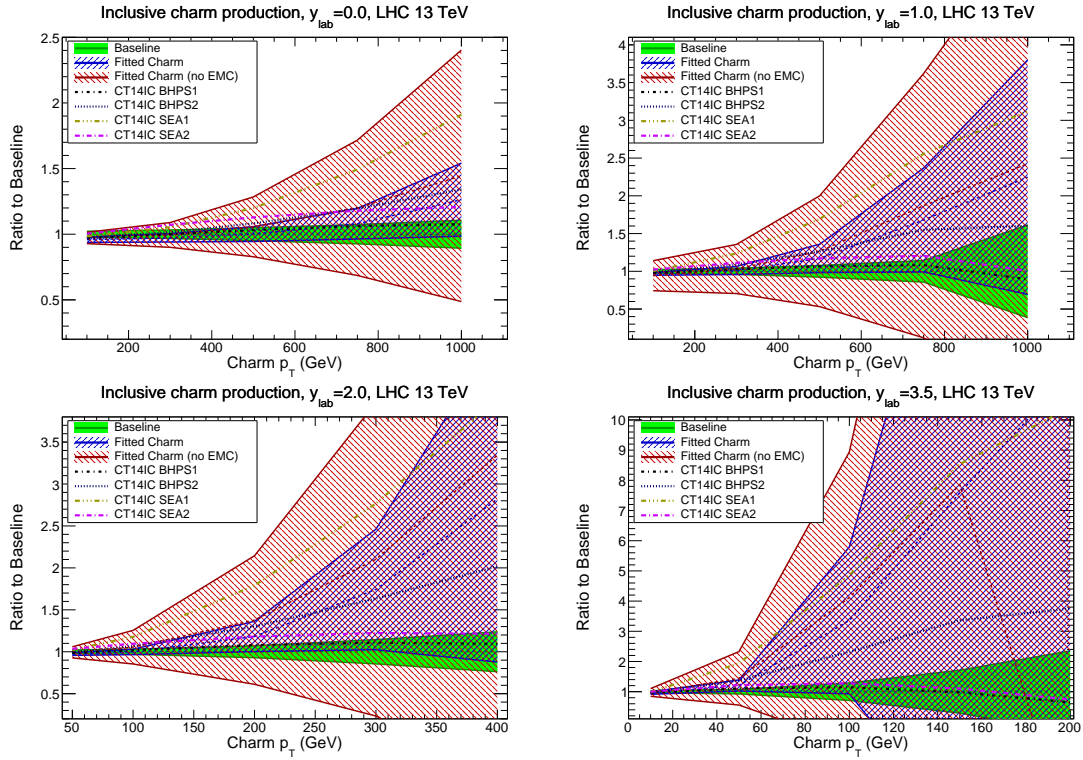 Inclusive charm production, y_lab=0.0, LHC 13 TeV
Ratio to Baseline
2.5
2
1.5
1
0.5
Baseline
Fitted Charm
Fitted Charm (no EMC)
CT14IC BHPS1
CT14IC BHPS2
CT14IC SEA1
CT14IC SEA2
200 400 600 800 1000
Charm p_T (GeV)
Inclusive charm production, y_lab=1.0, LHC 13 TeV
Ratio to Baseline
4
3.5
3
2.5
2
1.5
1
0.5
Baseline
Fitted Charm
Fitted Charm (no EMC)
CT14IC BHPS1
CT14IC BHPS2
CT14IC SEA1
CT14IC SEA2
200 400 600 800 1000
Charm p_T (GeV)
Inclusive charm production, y_lab=2.0, LHC 13 TeV
Ratio to Baseline
3.5
3
2.5
2
1.5
1
0.5
Baseline
Fitted Charm
Fitted Charm (no EMC)
CT14IC BHPS1
CT14IC BHPS2
CT14IC SEA1
CT14IC SEA2
50 100 150 200 250 300 350 400
Charm p_T (GeV)
Inclusive charm production, y_lab=3.5, LHC 13 TeV
Ratio to Baseline
10
9
8
7
6
5
4
3
2
1
Baseline
Fitted Charm
Fitted Charm (no EMC)
CT14IC BHPS1
CT14IC BHPS2
CT14IC SEA1
CT14IC SEA2
0 20 40 60 80 100 120 140 160 180 200
Charm p_T (GeV)